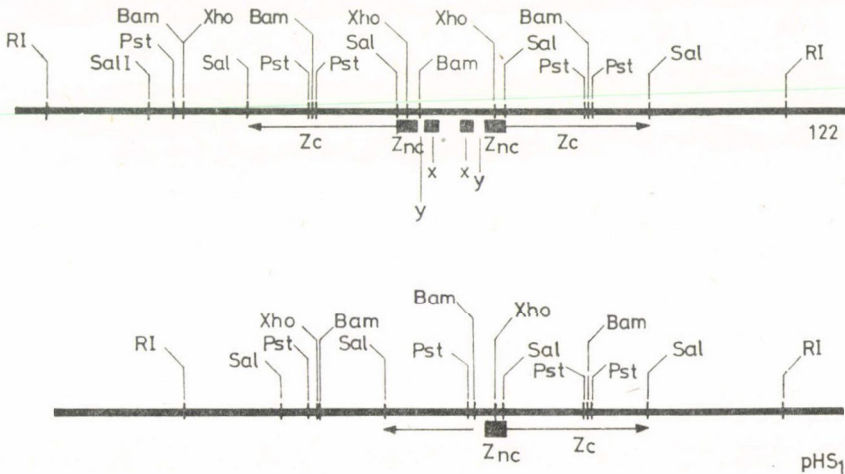 Bam Xho Bam Xho Xho Bam
RI Pst Sal Sal Sal RI
Sal I Sal Pst Pst Bam Pst Pst
Zc Znc Znc Zc 122
x x
y y
Bam
Xho Bam Xho Bam
RI Pst Sal Pst Sal Sal RI
Sal Pst Pst
Znc Zc
pHS1